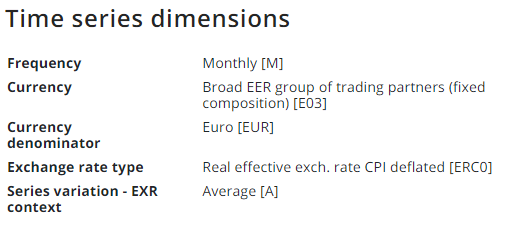 Time series dimensions
Frequency Monthly [M]
Currency Broad EER group of trading partners (fixed
composition) [E03]
Currency Euro [EUR]
denominator
Exchange rate type Real effective exch. rate CPI deflated [ERC0]
Series variation - EXR Average [A]
context